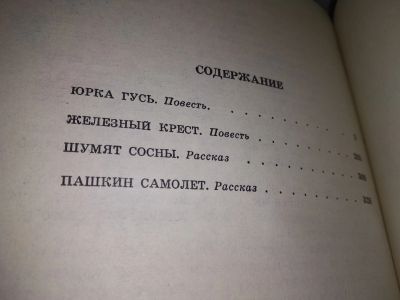 СОДЕРЖАНИЕ
ЮРКА ГУСЬ. Повесть.
ЖЕЛЕЗНЫЙ КРЕСТ. Повесть
ШУМЯТ СОСНЫ. Рассказ
ПАШКИН САМОЛЕТ. Рассказ